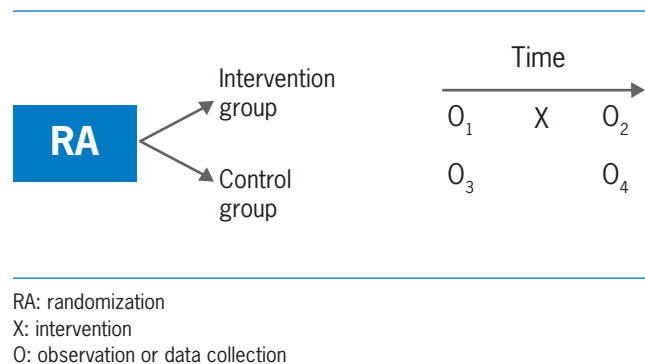 Time
Intervention
group
O₁ X O₂
RA
Control
group
O₃ O₄
RA: randomization
X: intervention
O: observation or data collection